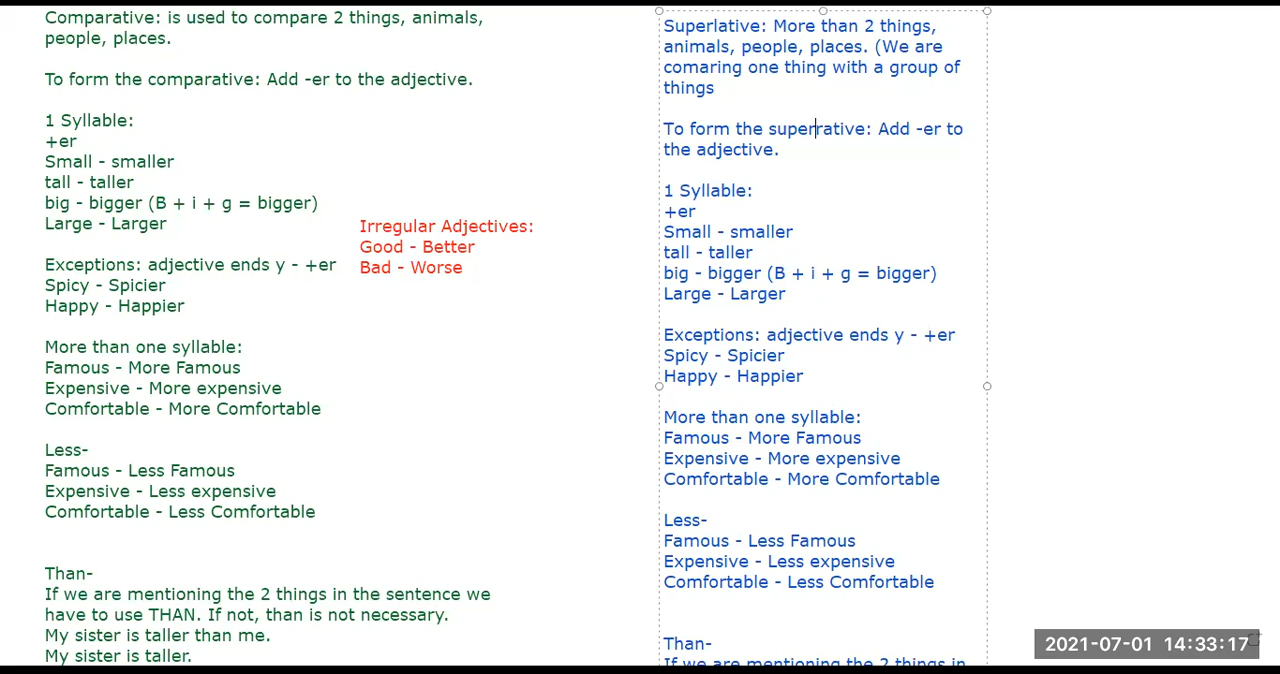 Comparative: is used to compare 2 things, animals,
people, places.
To form the comparative: Add -er to the adjective.
1 Syllable:
+er
Small - smaller
tall - taller
big - bigger (B + i + g = bigger)
Large - Larger
Exceptions: adjective ends y - +er
Spicy - Spicier
Happy - Happier
More than one syllable:
Famous - More Famous
Expensive - More expensive
Comfortable - More Comfortable
Less-
Famous - Less Famous
Expensive - Less expensive
Comfortable - Less Comfortable
Than-
If we are mentioning the 2 things in the sentence we
have to use THAN. If not, than is not necessary.
My sister is taller than me.
My sister is taller.
Irregular Adjectives:
Good - Better
Bad - Worse
Superlative: More than 2 things,
animals, people, places. (We are
comaring one thing with a group of
things
To form the superrative: Add -er to
the adjective.
1 Syllable:
+er
Small - smaller
tall - taller
big - bigger (B + i + g = bigger)
Large - Larger
Exceptions: adjective ends y - +er
Spicy - Spicier
Happy - Happier
More than one syllable:
Famous - More Famous
Expensive - More expensive
Comfortable - More Comfortable
Less-
Famous - Less Famous
Expensive - Less expensive
Comfortable - Less Comfortable
Than-
If we are mentioning the 2 things in
2021-07-01 14:33:17